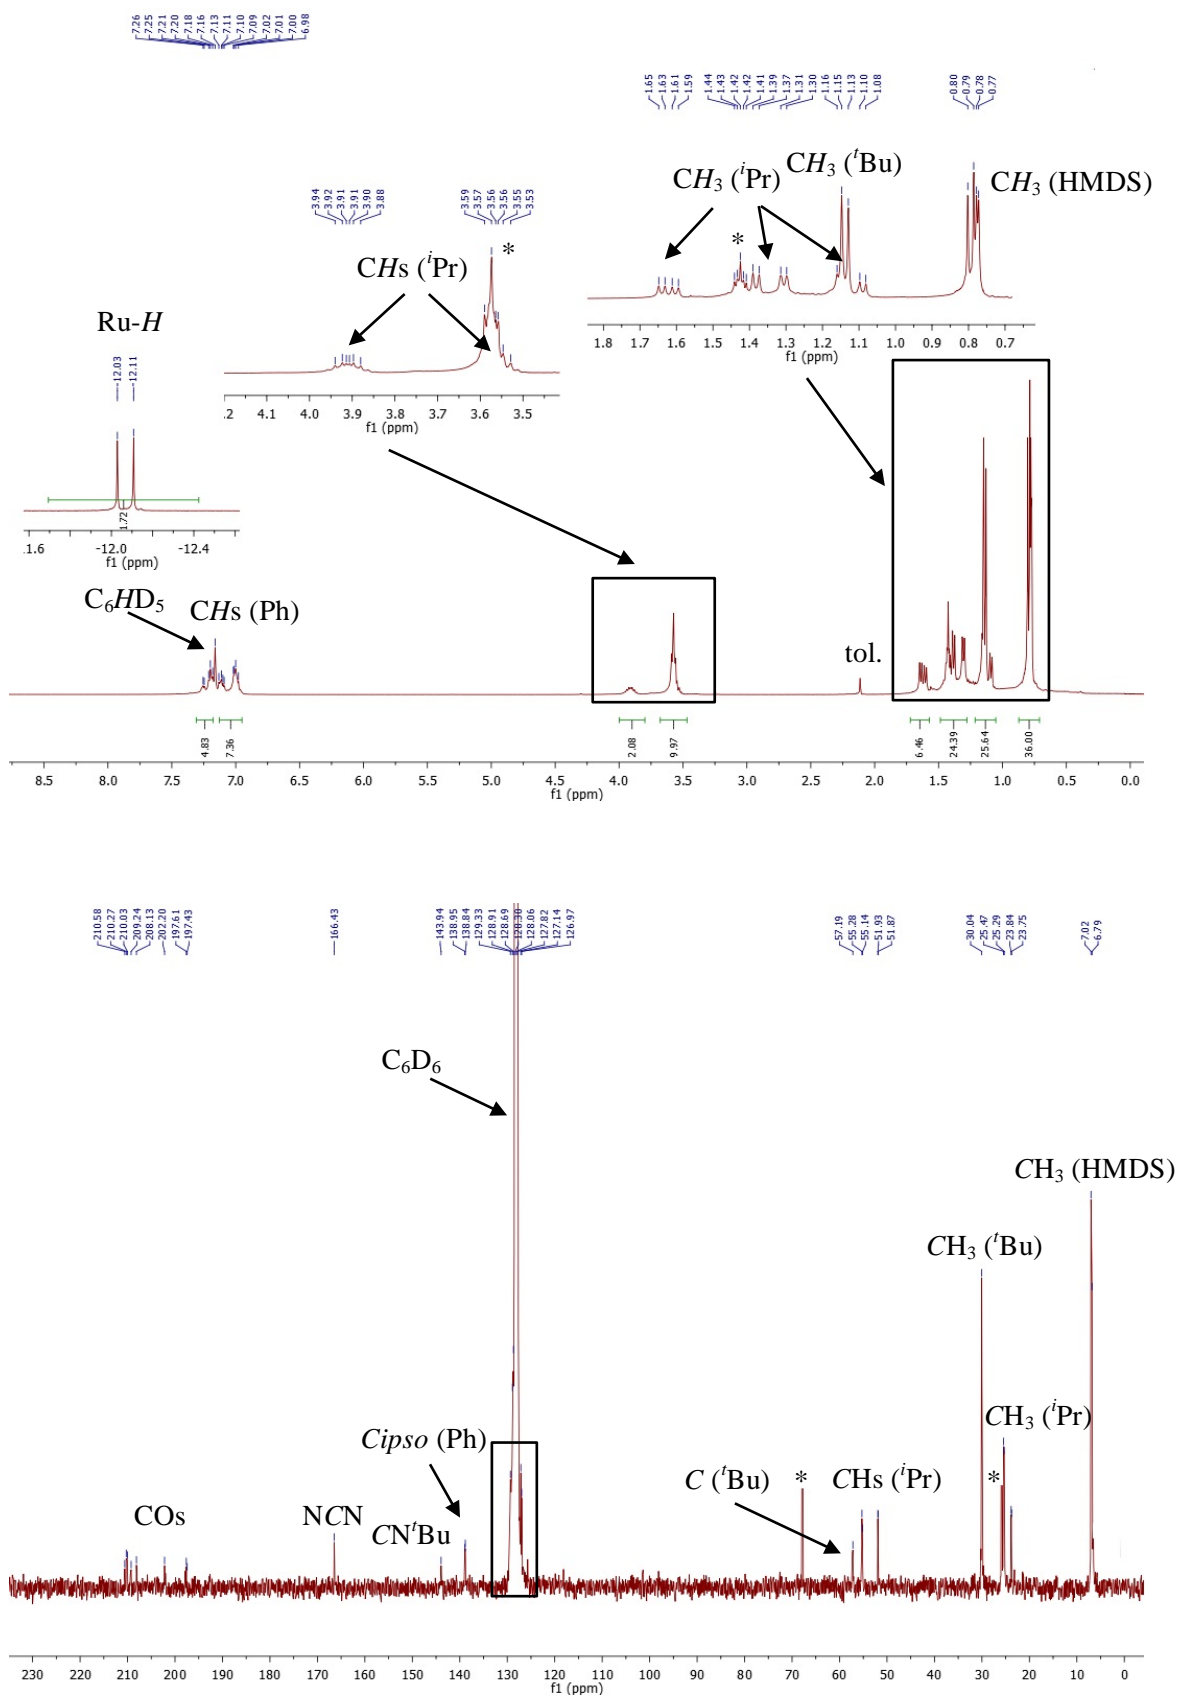 7.26 7.25 7.21 7.20 7.18 7.16 7.13 7.11 7.10 7.09 7.02 7.01 7.00 6.98
1.65 1.63 1.61 1.59 1.44 1.43 1.42 1.42 1.41 1.39 1.37 1.31 1.30 1.16 1.15 1.13 1.10 1.08 0.80 0.79 0.78 0.77
CH₃ (ⁱPr)
CH₃ (ᵗBu)
CH₃ (HMDS)
*
1.8 1.7 1.6 1.5 1.4 1.3 1.2 1.1 1.0 0.9 0.8 0.7
f1 (ppm)
3.94 3.92 3.91 3.91 3.90 3.88 3.59 3.57 3.56 3.56 3.55 3.53
*
CHs (ⁱPr)
.2 4.1 4.0 3.9 3.8 3.7 3.6 3.5
f1 (ppm)
Ru-H
-12.03 -12.11
1.72
1.6 -12.0 -12.4
f1 (ppm)
C₆HD₅
CHs (Ph)
tol.
4.83 7.36 2.08 9.97 6.46 24.39 25.64 36.00
8.5 8.0 7.5 7.0 6.5 6.0 5.5 5.0 4.5 4.0 3.5 3.0 2.5 2.0 1.5 1.0 0.5 0.0
f1 (ppm)
210.58 210.27 210.03 209.24 208.13 202.20 197.61 197.43 166.43 143.94 138.95 138.84 129.33 128.91 128.69 128.30 128.06 127.82 127.14 126.97 57.19 55.28 55.14 51.93 51.87 30.04 25.47 25.29 23.84 23.75 7.02 6.79
C₆D₆
CH₃ (HMDS)
CH₃ (ᵗBu)
CH₃ (ⁱPr)
Cipso (Ph)
C (ᵗBu)
*
CHs (ⁱPr)
*
COs
NCN
CNᵗBu
230 220 210 200 190 180 170 160 150 140 130 120 110 100 90 80 70 60 50 40 30 20 10 0
f1 (ppm)